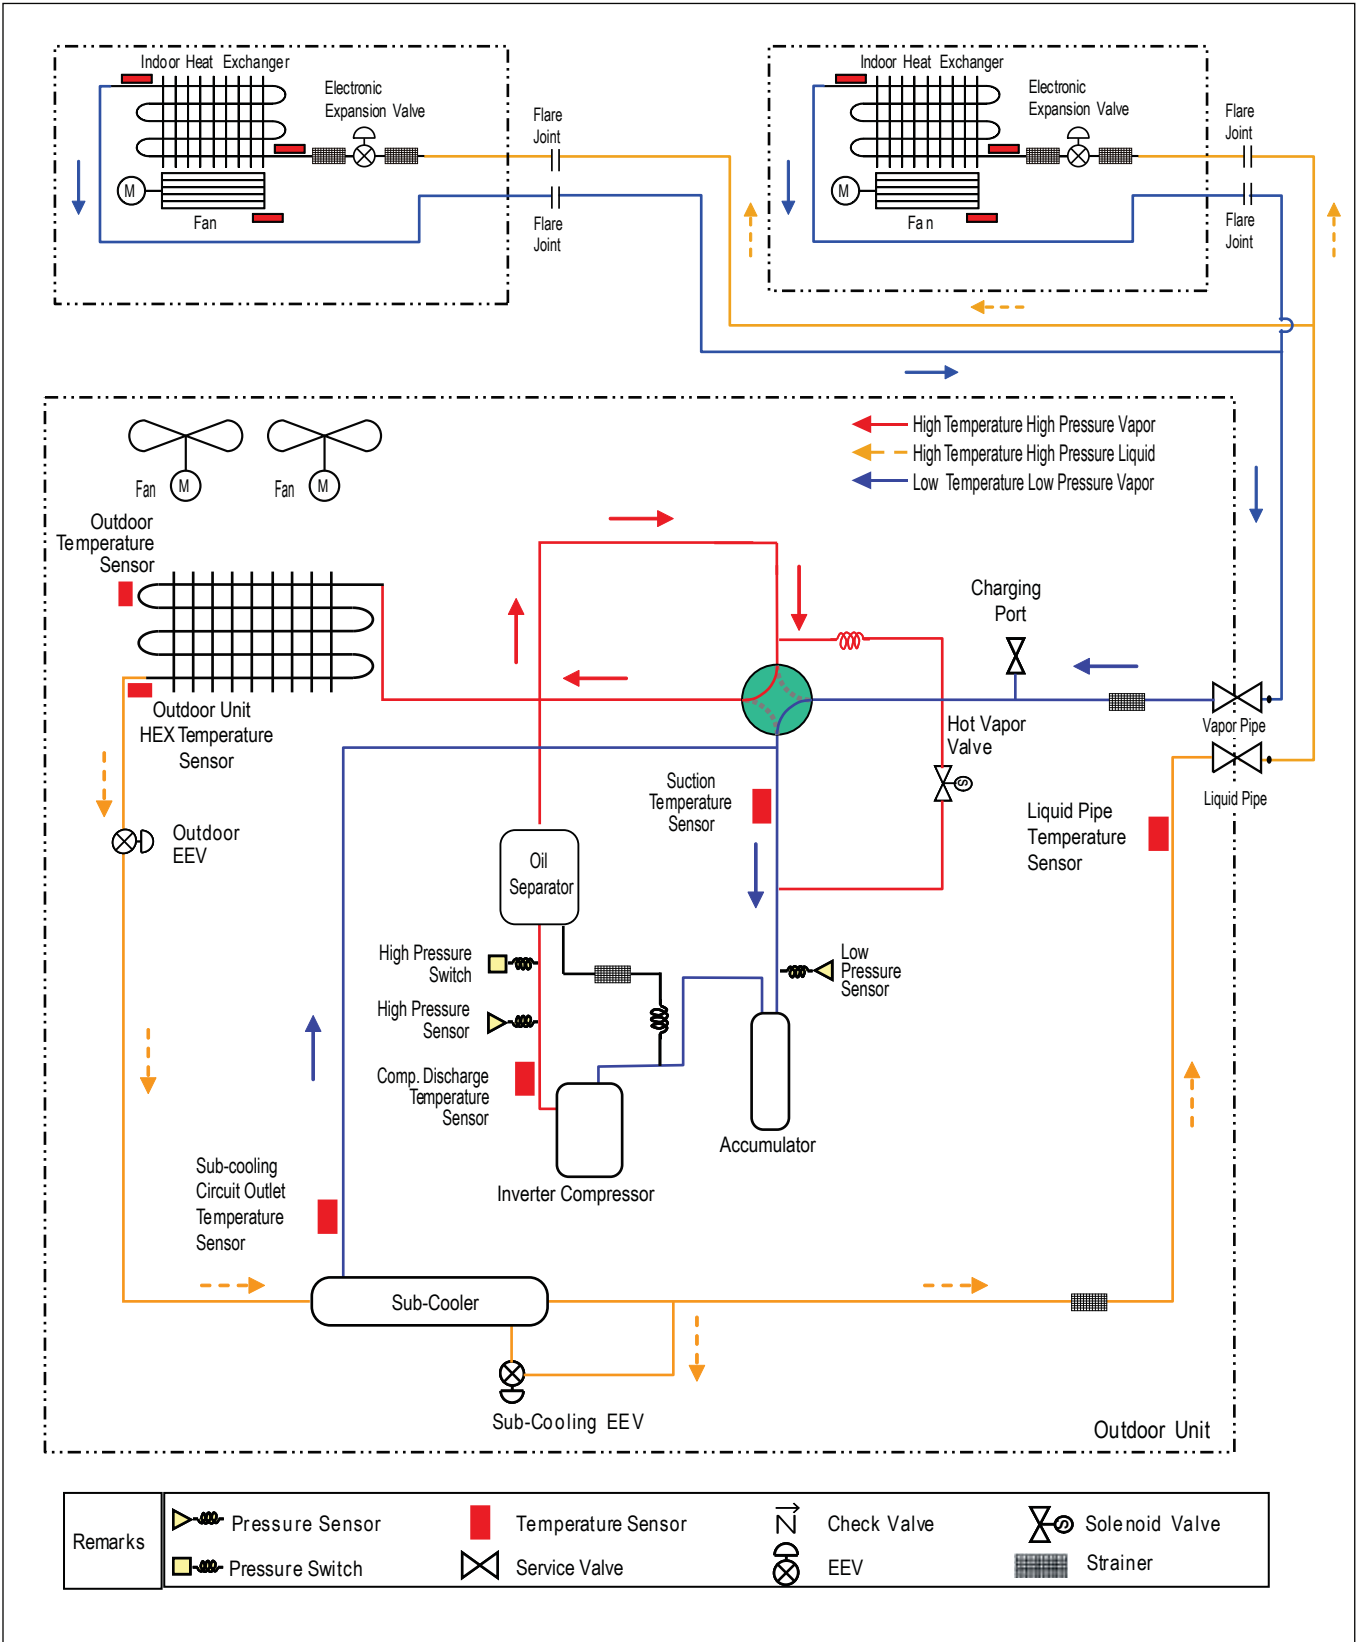 Indoor Heat Exchanger
Electronic
Expansion Valve
Flare
Joint
M
Fan
Flare
Joint
Indoor Heat Exchanger
Electronic
Expansion Valve
Flare
Joint
M
Fan
Flare
Joint
High Temperature High Pressure Vapor
High Temperature High Pressure Liquid
Low Temperature Low Pressure Vapor
Fan
M
Fan
M
Outdoor
Temperature
Sensor
Charging
Port
Outdoor Unit
HEX Temperature
Sensor
Hot Vapor
Valve
S
Vapor Pipe
Liquid Pipe
Suction
Temperature
Sensor
Liquid Pipe
Temperature
Sensor
Outdoor
EEV
Oil
Separator
High Pressure
Switch
High Pressure
Sensor
Low
Pressure
Sensor
Comp. Discharge
Temperature
Sensor
Accumulator
Inverter Compressor
Sub-cooling
Circuit Outlet
Temperature
Sensor
Sub-Cooler
Sub-Cooling EEV
Outdoor Unit
Remarks
Pressure Sensor
Temperature Sensor
Check Valve
S
Solenoid Valve
Pressure Switch
Service Valve
EEV
Strainer